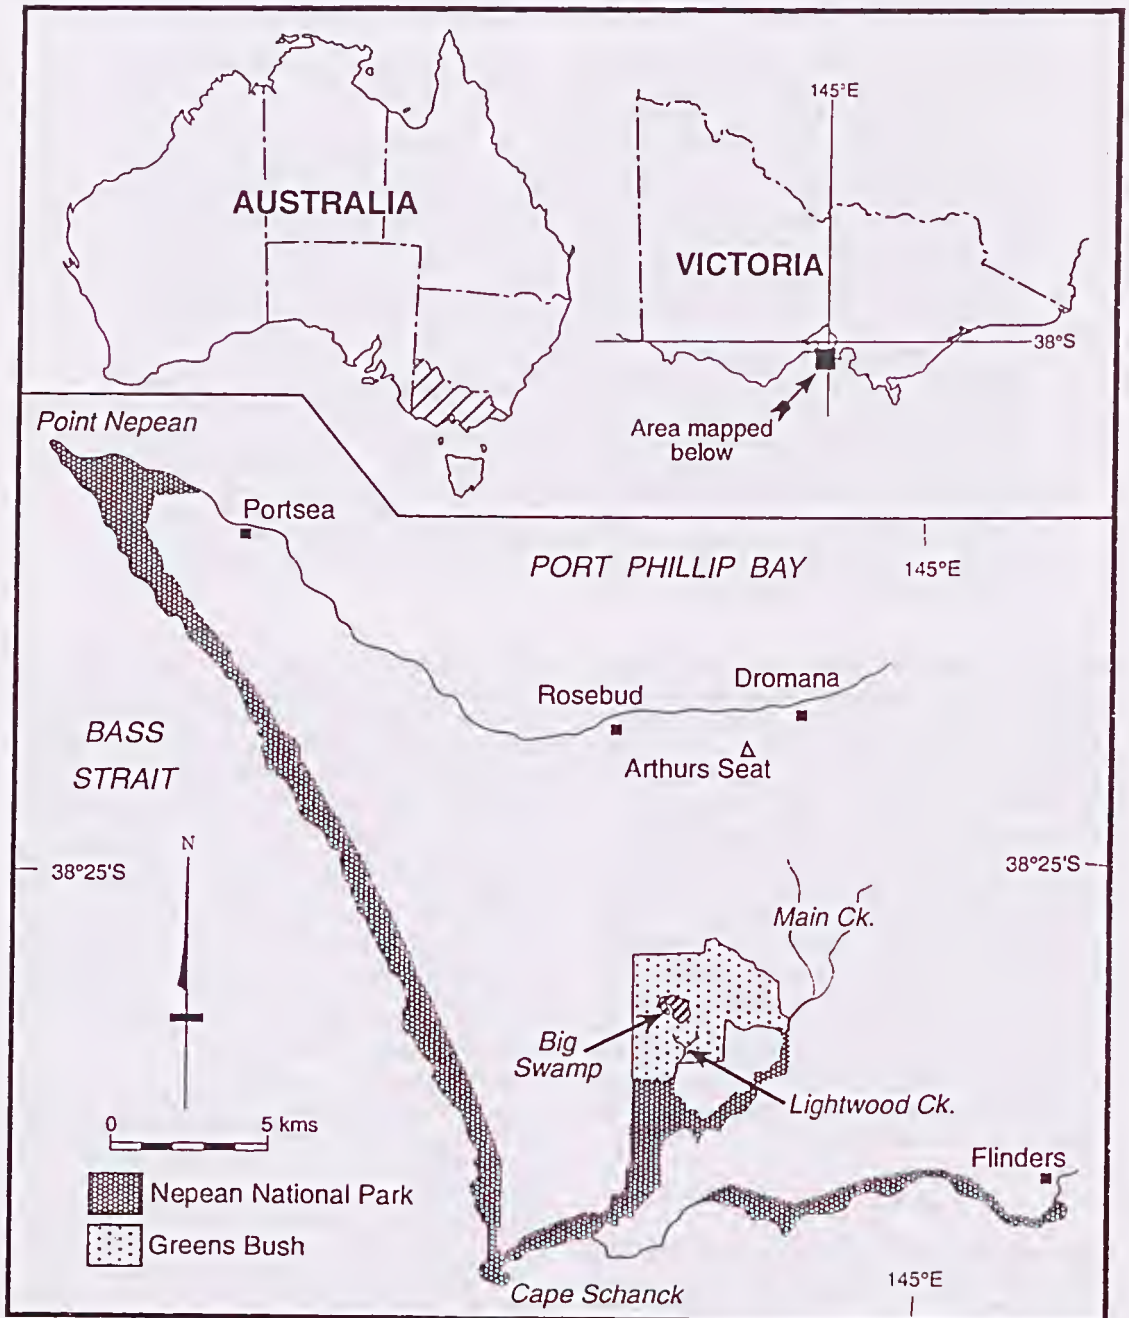 AUSTRALIA
145°E
VICTORIA
38°S
Area mapped
below
Point Nepean
Portsea
PORT PHILLIP BAY
145°E
Rosebud
Dromana
Arthurs Seat
BASS
STRAIT
N
38°25'S
38°25'S
Main Ck.
Big
Swamp
Lightwood Ck.
0 5 kms
Flinders
Nepean National Park
Greens Bush
145°E
Cape Schanck